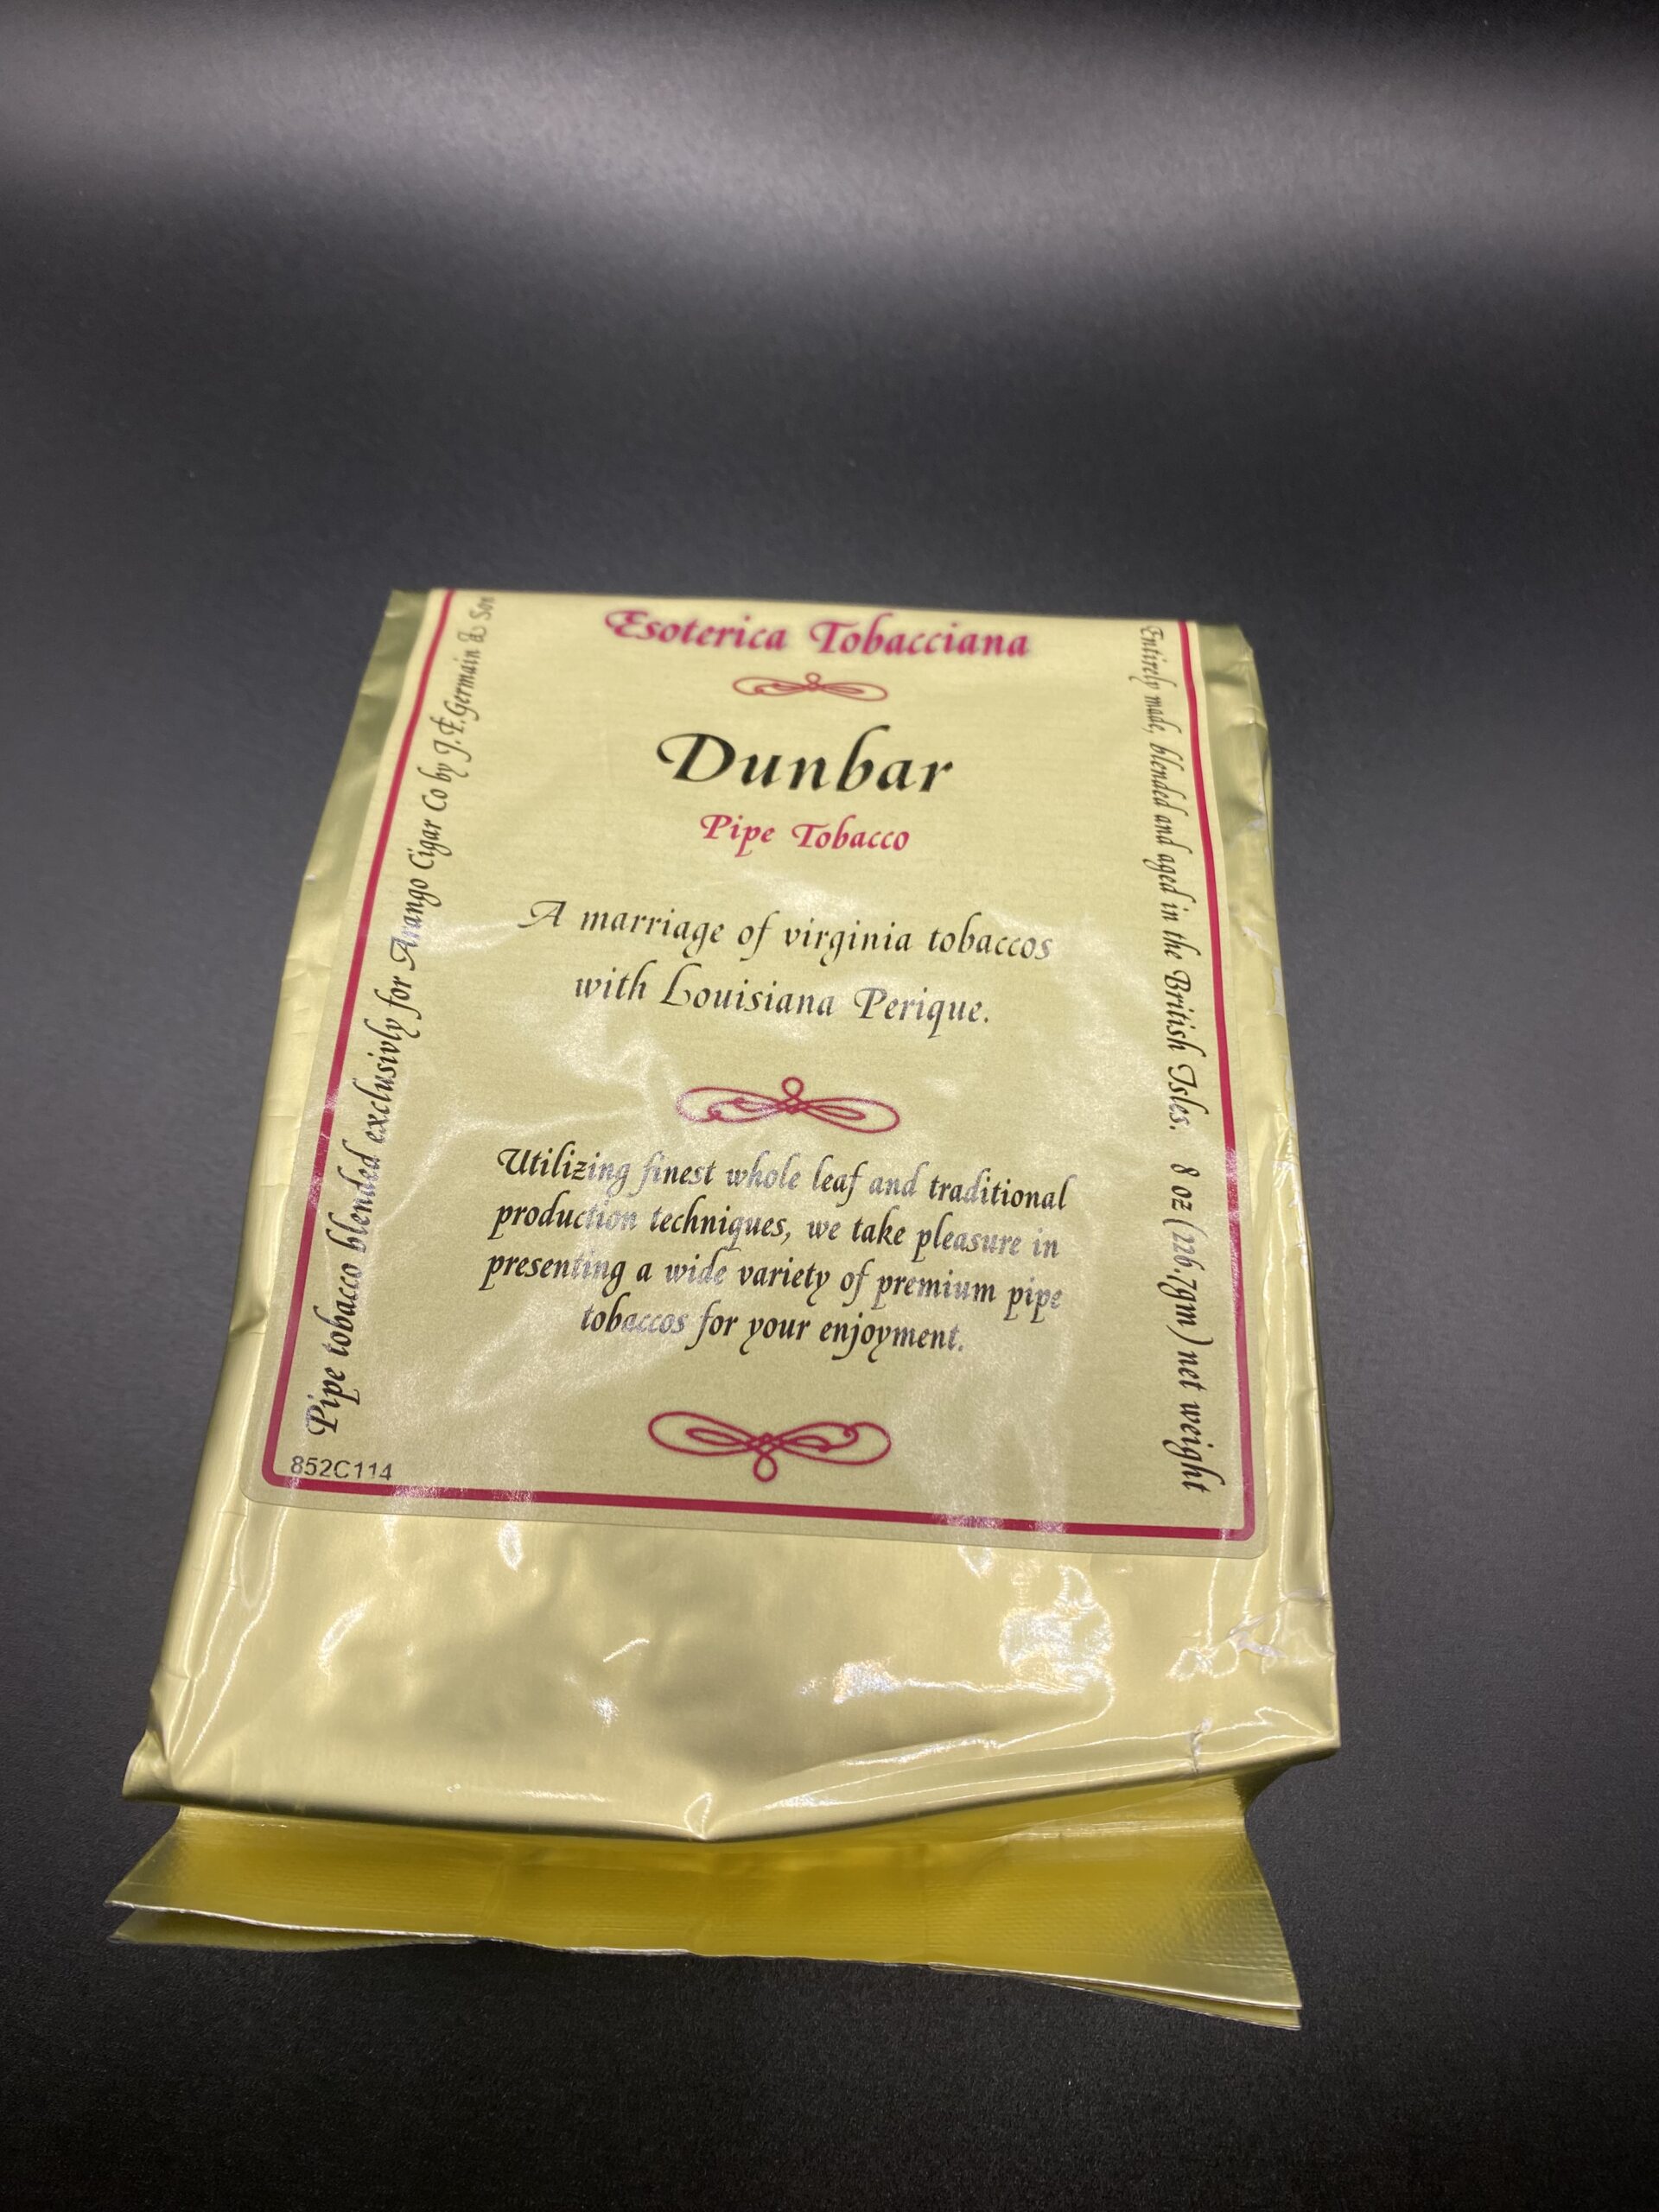 Esoterica Tobacciana
Dunbar
Pipe Tobacco
A marriage of virginia tobaccos
with Louisiana Perique.
Utilizing finest whole leaf and traditional
production techniques, we take pleasure in
presenting a wide variety of premium pipe
tobaccos for your enjoyment.
Pipe tobacco blended exclusivly for Arango Cigar Co by J.F.Germain & Son
852C114
Entirely made, blended and aged in the British Isles. 8 oz (226.7gm) net weight